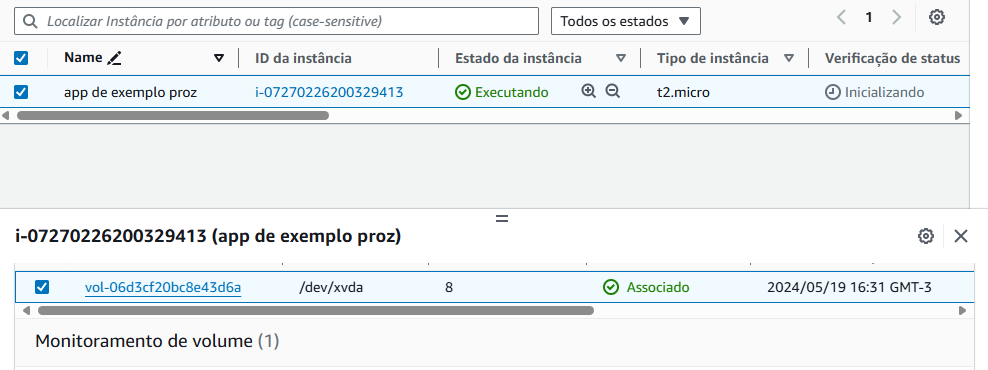 Localizar Instância por atributo ou tag (case-sensitive) Todos os estados 1
Name ID da instância Estado da instância Tipo de instância Verificação de status
app de exemplo proz i-07270226200329413 Executando t2.micro Inicializando
i-07270226200329413 (app de exemplo proz)
vol-06d3cf20bc8e43d6a /dev/xvda 8 Associado 2024/05/19 16:31 GMT-3
Monitoramento de volume (1)